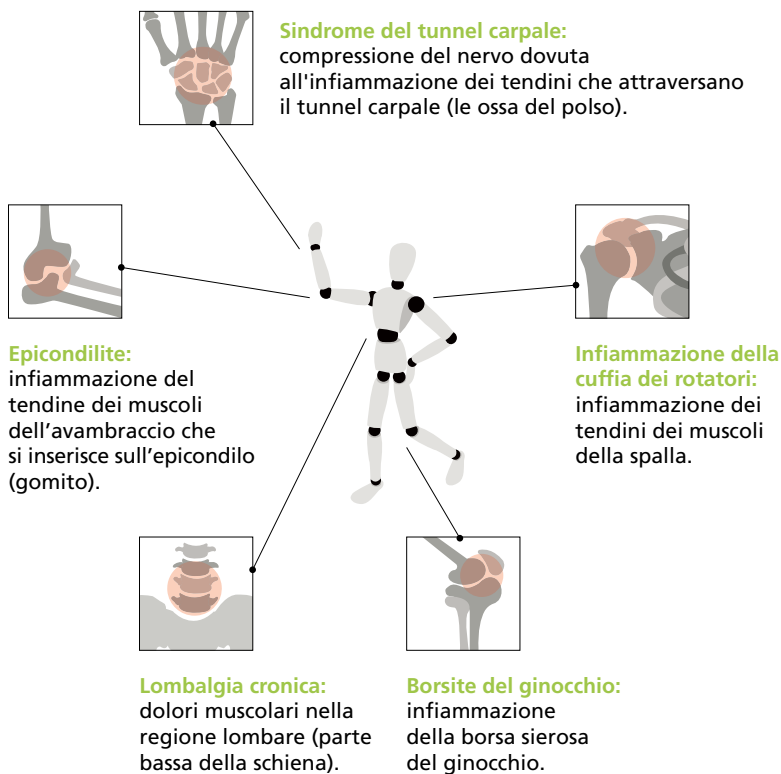 Sindrome del tunnel carpale:
compressione del nervo dovuta
all'infiammazione dei tendini che attraversano
il tunnel carpale (le ossa del polso).
Epicondilite:
infiammazione del
tendine dei muscoli
dell’avambraccio che
si inserisce sull’epicondilo
(gomito).
Infiammazione della
cuffia dei rotatori:
infiammazione dei
tendini dei muscoli
della spalla.
Lombalgia cronica:
dolori muscolari nella
regione lombare (parte
bassa della schiena).
Borsite del ginocchio:
infiammazione
della borsa sierosa
del ginocchio.